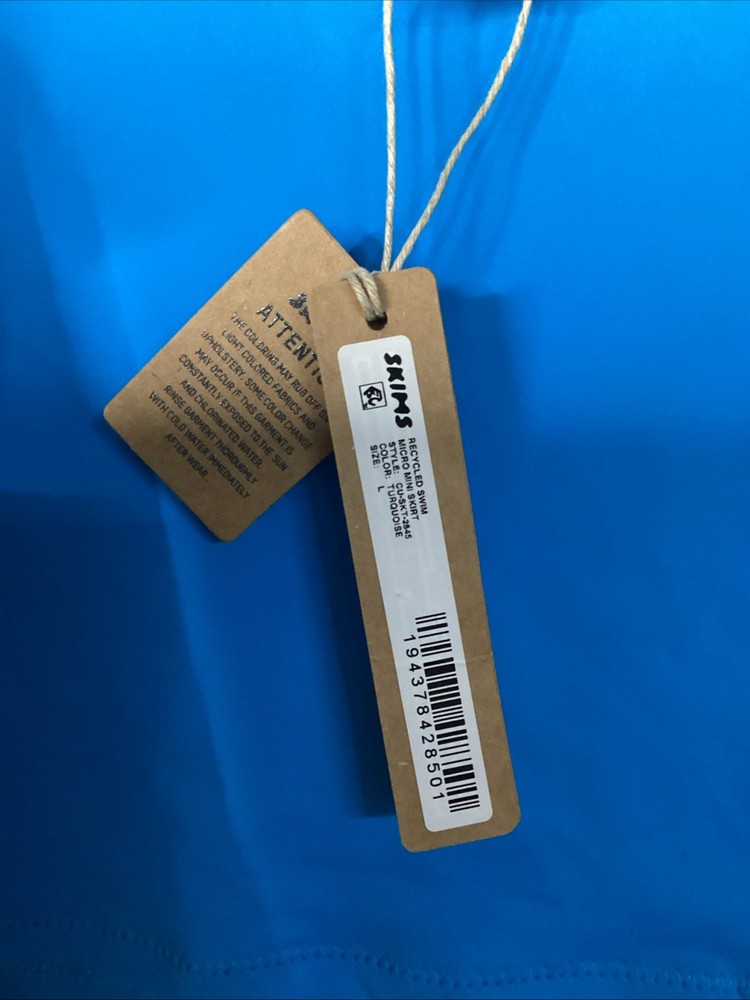 ATTENTI
THE COLORING MAY RUB OFF ON
LIGHT COLORED FABRICS AND
UPHOLSTERY. SOME COLOR CHANGE
MAY OCCUR IF THIS GARMENT IS
CONSTANTLY EXPOSED TO THE SUN
AND CHLORINATED WATER.
RINSE GARMENT THOROUGHLY
WITH COLD WATER IMMEDIATELY
AFTER WEAR.
SKIMS
RECYCLED SWIM
MICRO MINI SKIRT
STYLE: CU-SKT-2845
COLOR: TURQUOISE
SIZE: L
194378428501